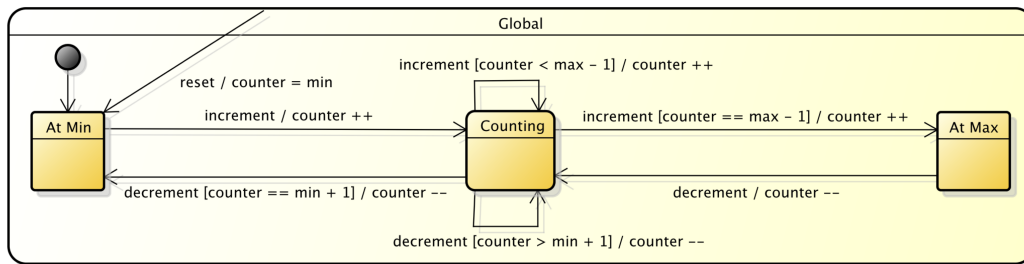 Global
increment [counter < max – 1] / counter ++
reset / counter = min
increment / counter ++
increment [counter == max – 1] / counter ++
At Min
Counting
At Max
decrement [counter == min + 1] / counter --
decrement / counter --
decrement [counter > min + 1] / counter --